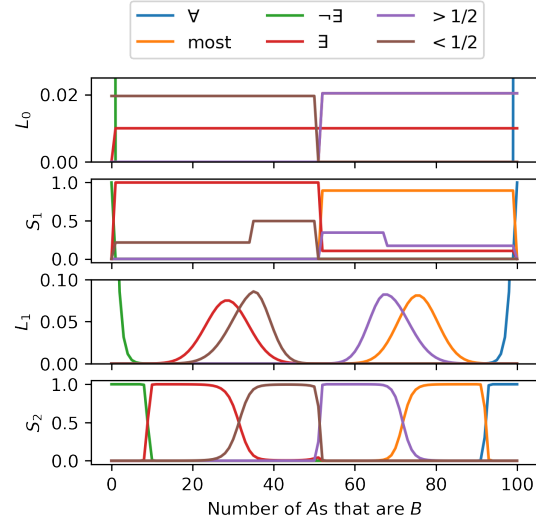 ∀ ¬∃ > 1/2
most ∃ < 1/2
0.02
0.00
L₀
1.0
0.5
0.0
S₁
0.10
0.05
0.00
L₁
1.0
0.5
0.0
S₂
0 20 40 60 80 100
Number of As that are B